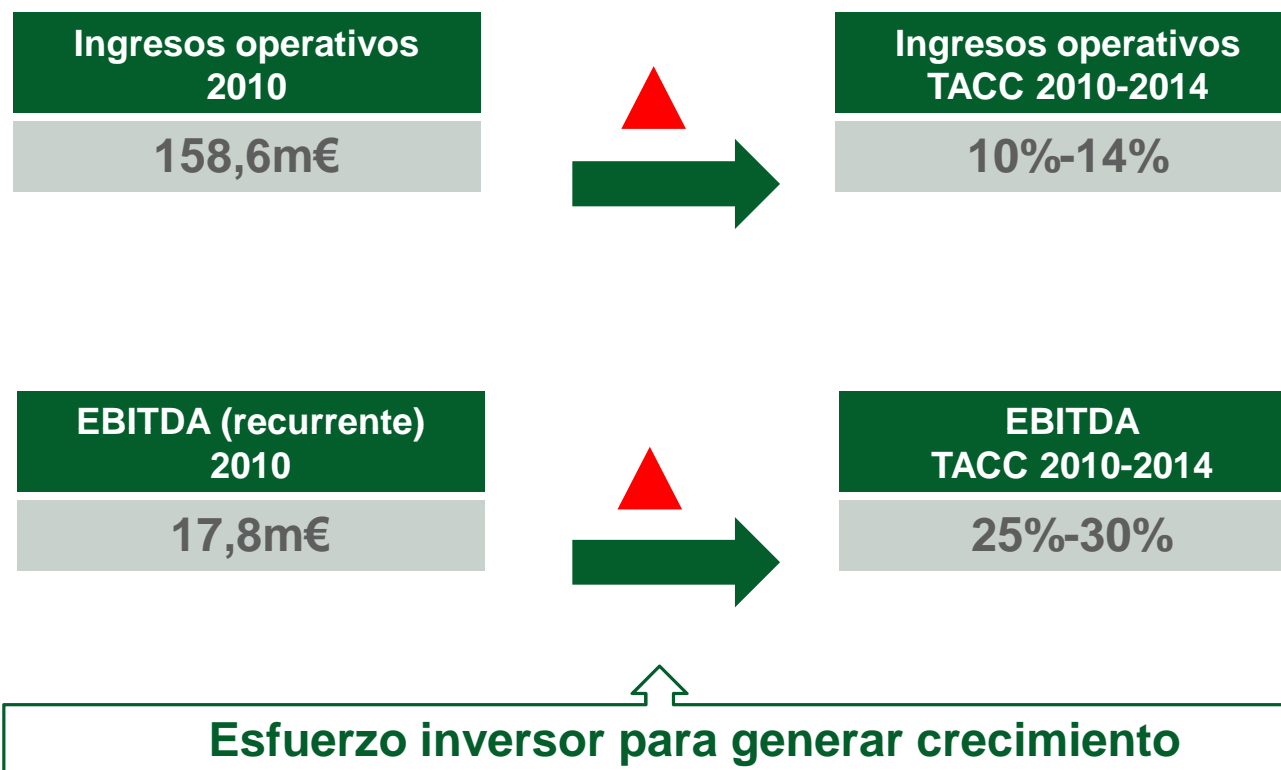 Ingresos operativos
2010
158,6m€
Ingresos operativos
TACC 2010-2014
10%-14%
EBITDA (recurrente)
2010
17,8m€
EBITDA
TACC 2010-2014
25%-30%
Esfuerzo inversor para generar crecimiento